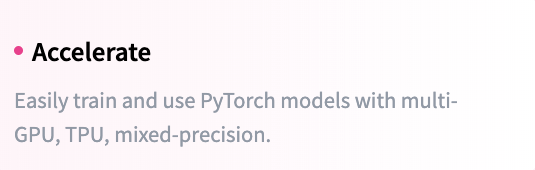 Accelerate
Easily train and use PyTorch models with multi-
GPU, TPU, mixed-precision.